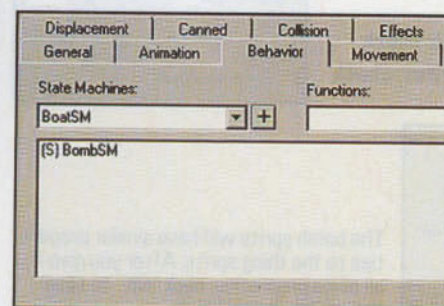 Displacement Canned Collision Effects
General Animation Behavior Movement
State Machines: Functions:
BoatSM +
(S) BombSM